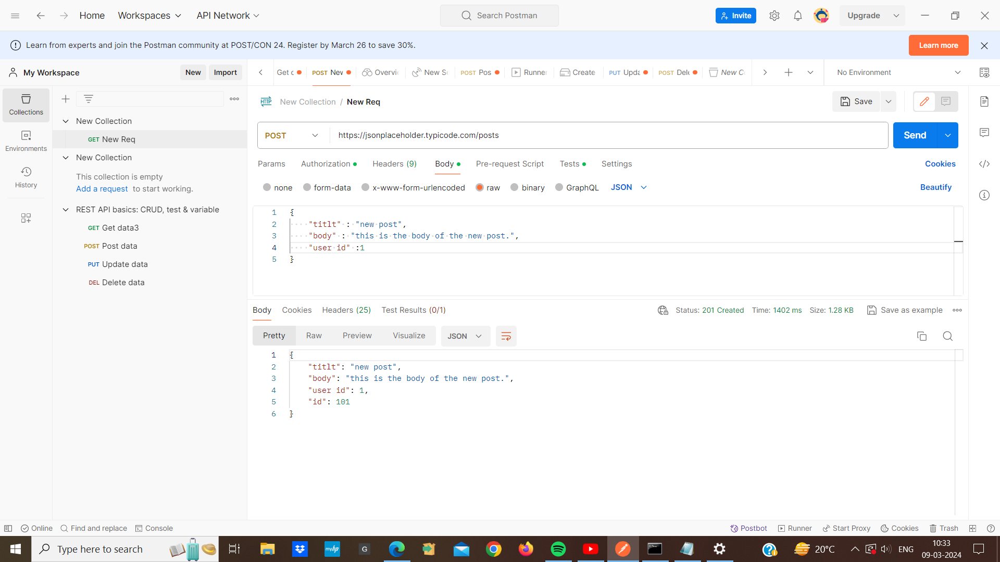 Home Workspaces API Network Search Postman Invite Upgrade
Learn from experts and join the Postman community at POST/CON 24. Register by March 26 to save 30%. Learn more
My Workspace New Import Get c POST Nev Overvi New S POST Pos Runner Create PUT Upda POST Dele New C No Environment
Collections
Environments
History
New Collection
GET New Req
New Collection
This collection is empty
Add a request to start working.
REST API basics: CRUD, test & variable
GET Get data3
POST Post data
PUT Update data
DEL Delete data
HTTP New Collection / New Req Save
POST https://jsonplaceholder.typicode.com/posts Send
Params Authorization Headers (9) Body Pre-request Script Tests Settings Cookies
none form-data x-www-form-urlencoded raw binary GraphQL JSON Beautify
1 {
2 "titlt" : "new post",
3 "body" : "this is the body of the new post.",
4 "user id" :1
5 }
Body Cookies Headers (25) Test Results (0/1) Status: 201 Created Time: 1402 ms Size: 1.28 KB Save as example
Pretty Raw Preview Visualize JSON
1 {
2 "titlt": "new post",
3 "body": "this is the body of the new post.",
4 "user id": 1,
5 "id": 101
6 }
Online Find and replace Console Postbot Runner Start Proxy Cookies Trash
Type here to search myhp G 20°C ENG 10:33
09-03-2024